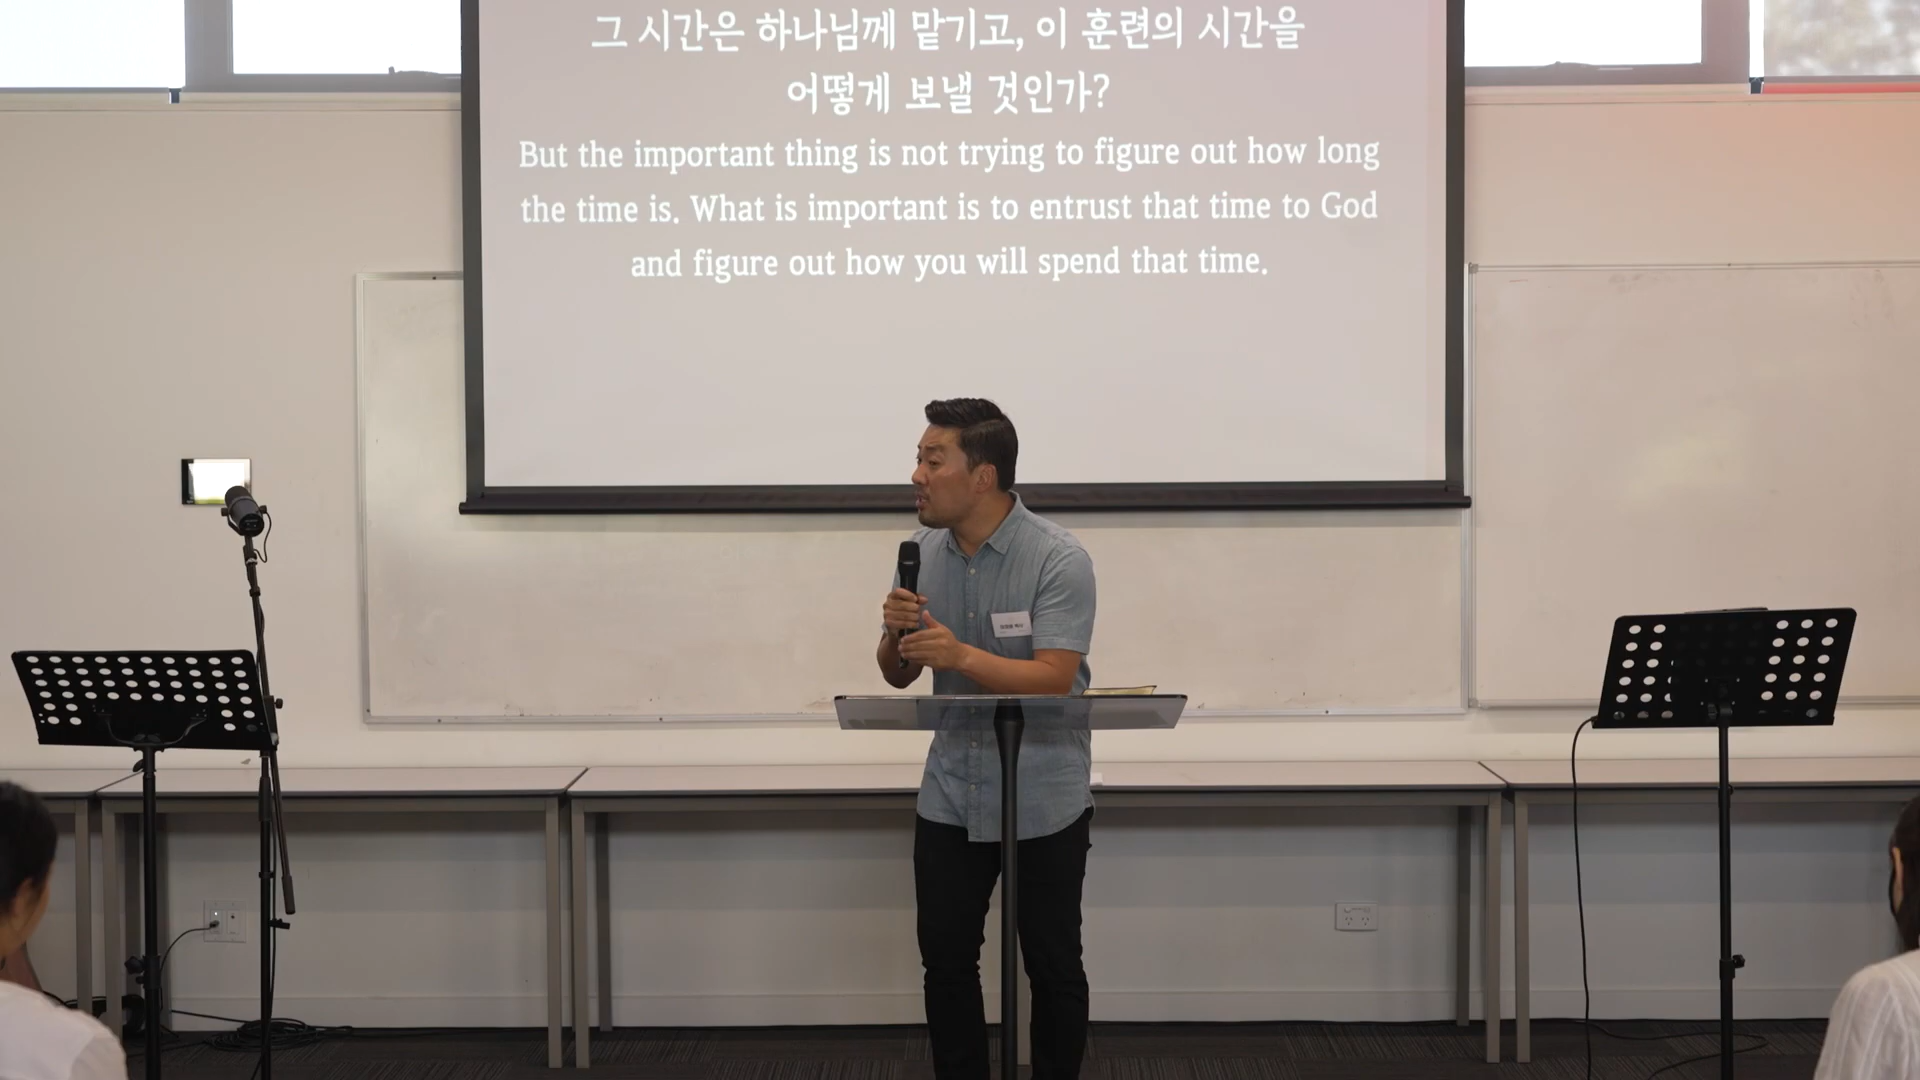 그 시간은 하나님께 맡기고, 이 훈련의 시간을
어떻게 보낼 것인가?
But the important thing is not trying to figure out how long
the time is. What is important is to entrust that time to God
and figure out how you will spend that time.